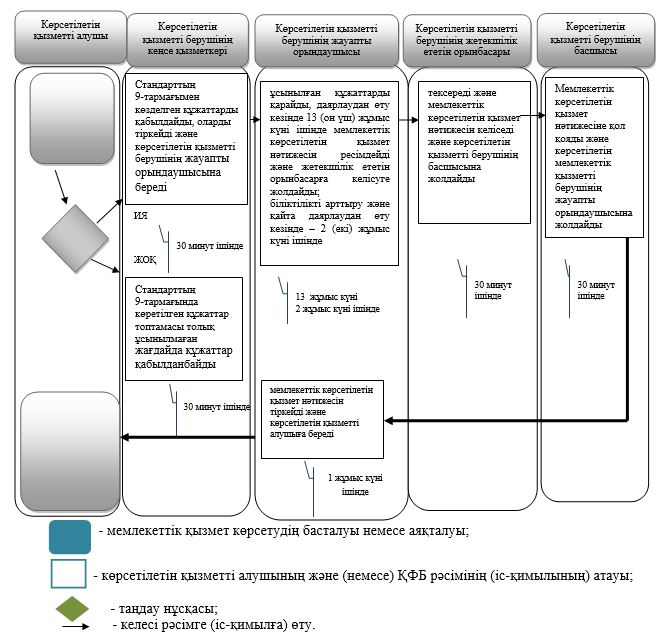 Көрсетілетін
қызметті алушы
Көрсетілетін
қызметті берушінің
кеңсе қызметкері
Көрсетілетін қызметті
берушінің жауапты
орындаушысы
Көрсетілетін қызметті
берушінің жетекшілік
ететін орынбасары
Көрсетілетін
қызметті берушінің
басшысы
Стандарттың
9-тармағымен
көзделген құжаттарды
қабылдайды, оларды
тіркейді және
көрсетілетін қызметті
берушінің жауапты
орындаушысына
береді
ИЯ
30 минут ішінде
ЖОҚ
Стандарттың
9-тармағында
көретілген құжаттар
топтамасы толық
ұсынылмаған
жағдайда құжаттар
қабылданбайды
30 минут ішінде
ұсынылған құжаттарды
қарайды, даярлаудан өту
кезінде 13 (он үш) жұмыс
күні ішінде мемлекеттік
көрсетілетін қызмет
нәтижесін ресімдейді
және жетекшілік ететін
орынбасарға келісуге
жолдайды;
біліктілікті арттыру және
қайта даярлаудан өту
кезінде – 2 (екі) жұмыс
күні ішінде
13 жұмыс күні
2 жұмыс күні ішінде
мемлекеттік көрсетілетін
қызмет нәтижесін
тіркейді және
көрсетілетін қызметті
алушыға береді
1 жұмыс күні
ішінде
тексереді және
мемлекеттік
көрсетілетін қызмет
нәтижесін келіседі
және көрсетілетін
қызметті берушінің
басшысына
жолдайды
30 минут
ішінде
Мемлекеттік
көрсетілетін
қызмет
нәтижесіне қол
қояды және
көрсетілетін
мемлекеттік
қызметті
берушінің
жауапты
орындаушысына
жолдайды
30 минут
ішінде
- мемлекеттік қызмет көрсетудің басталуы немесе аяқталуы;
- көрсетілетін қызметті алушының және (немесе) ҚФБ рәсімінің (іс-қимылының) атауы;
- таңдау нұсқасы;
- келесі рәсімге (іс-қимылға) өту.